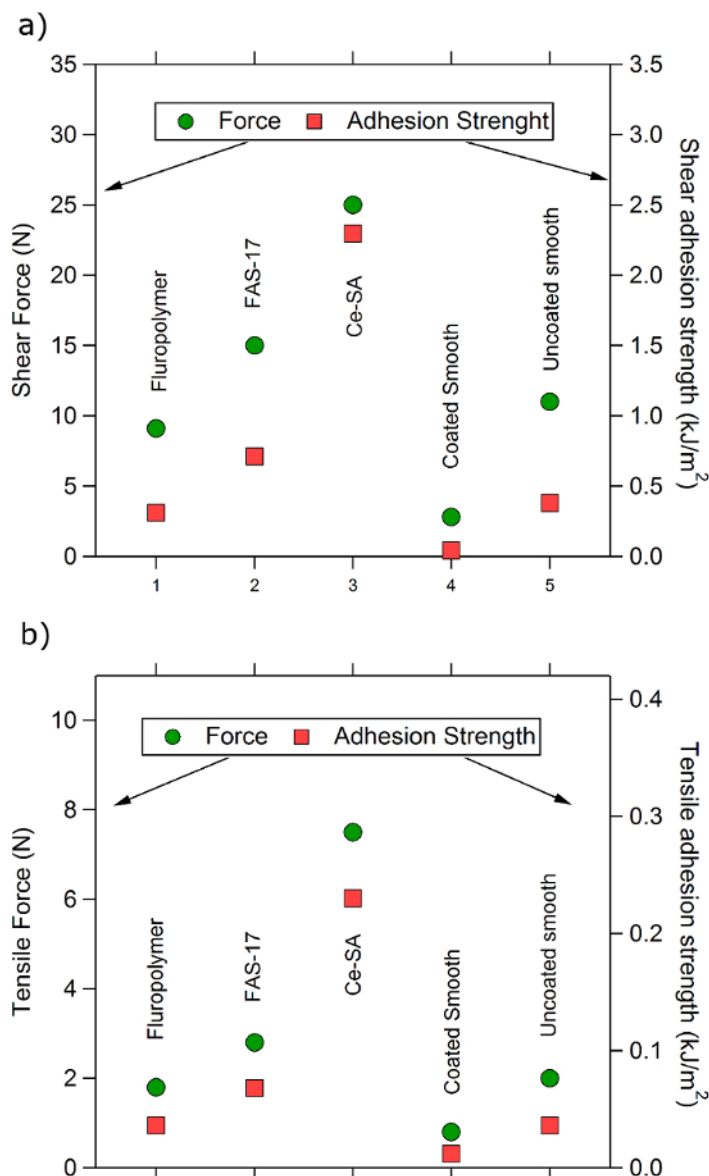 a)
35
30
25
20
15
10
5
0
Shear Force (N)
3.5
3.0
2.5
2.0
1.5
1.0
0.5
0.0
Shear adhesion
strength (kJ/m²)
Force
Adhesion Strenght
Fluropolymer
FAS-17
Ce-SA
Coated Smooth
Uncoated smooth
1
2
3
4
5
b)
10
8
6
4
2
0
Tensile Force (N)
0.4
0.3
0.2
0.1
0.0
Tensile adhesion
strength (kJ/m²)
Force
Adhesion Strength
Fluropolymer
FAS-17
Ce-SA
Coated Smooth
Uncoated smooth